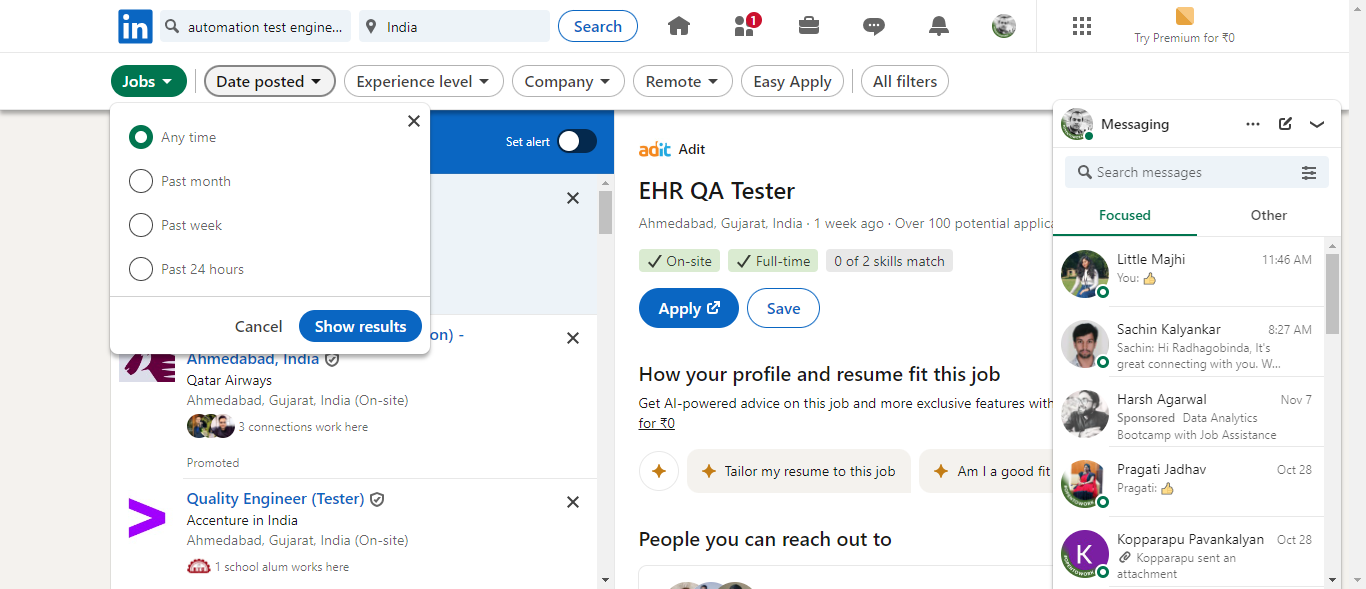 in
automation test engine...
India
Search
1
Try Premium for ₹0
Jobs
Date posted
Experience level
Company
Remote
Easy Apply
All filters
Any time
Past month
Past week
Past 24 hours
Cancel
Show results
Set alert
on) -
Ahmedabad, India
Qatar Airways
Ahmedabad, Gujarat, India (On-site)
3 connections work here
Promoted
Quality Engineer (Tester)
Accenture in India
Ahmedabad, Gujarat, India (On-site)
1 school alum works here
adit Adit
EHR QA Tester
Ahmedabad, Gujarat, India · 1 week ago · Over 100 potential applica
On-site
Full-time
0 of 2 skills match
Apply
Save
How your profile and resume fit this job
Get AI-powered advice on this job and more exclusive features with
for ₹0
Tailor my resume to this job
Am I a good fit
People you can reach out to
Messaging
Search messages
Focused
Other
Little Majhi 11:46 AM
You: 👍
Sachin Kalyankar 8:27 AM
Sachin: Hi Radhagobinda, It's
great connecting with you. W...
Harsh Agarwal Nov 7
Sponsored Data Analytics
Bootcamp with Job Assistance
Pragati Jadhav Oct 28
Pragati: 👍
K
Kopparapu Pavankalyan Oct 28
Kopparapu sent an
attachment